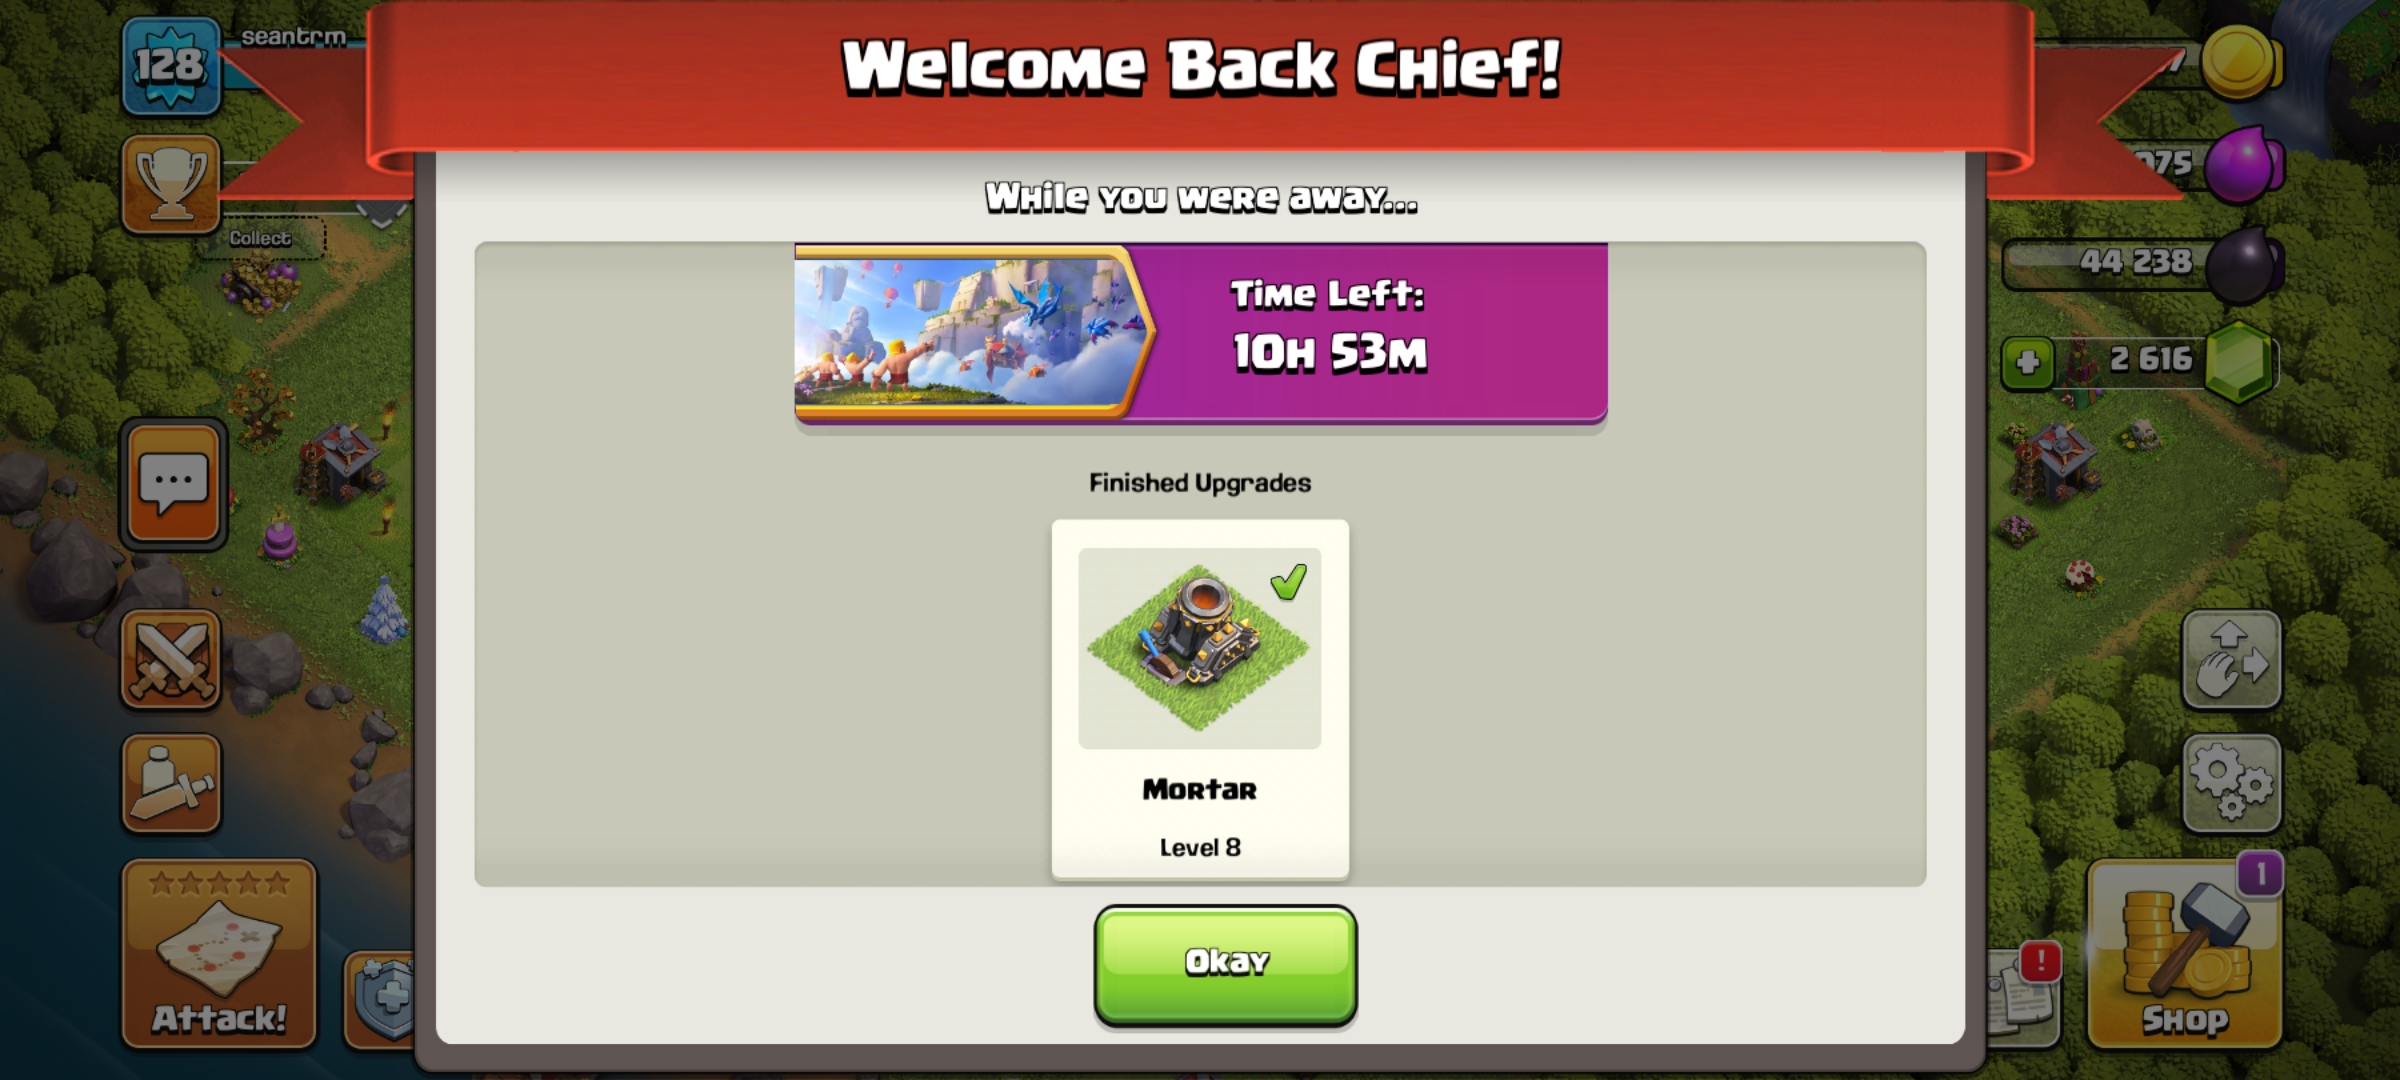 Welcome Back Chief!
128
seantrm
While you were away...
Collect
Time Left:
10H 53M
44 238
2 616
Finished Upgrades
Mortar
Level 8
Okay
Attack!
1
!
Shop